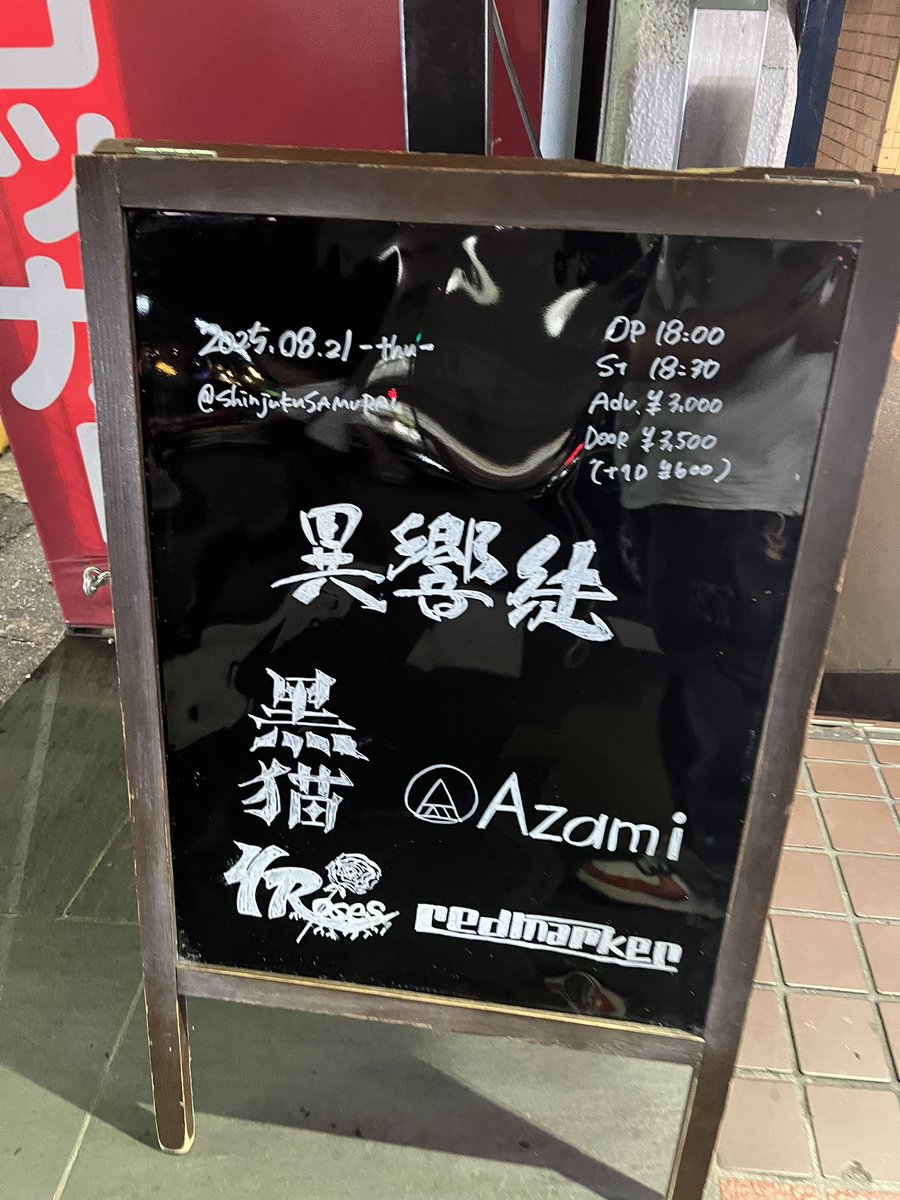 2025.08.21 -thu-
@ShinjukuSAMURAI
OP 18:00
ST 18:30
Adv. ¥3,000
DOOR ¥3,500
(+1D ¥600)
異響徒
黒猫
Azami
YRoses
redmarker